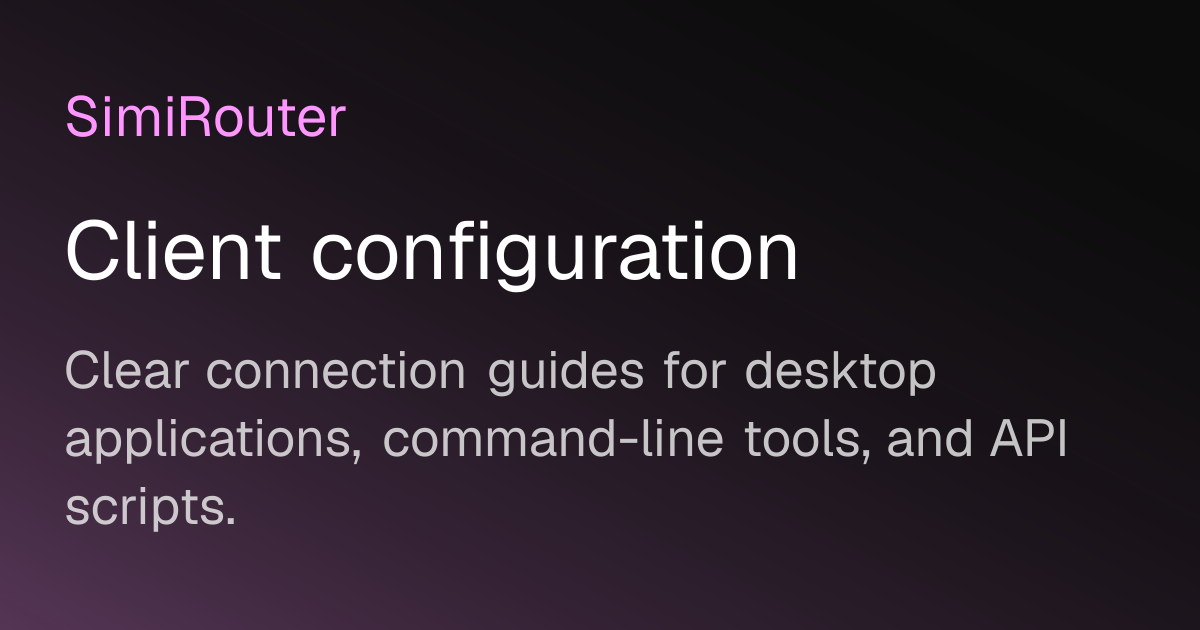 SimiRouter
Client configuration
Clear connection guides for desktop
applications, command-line tools, and API
scripts.